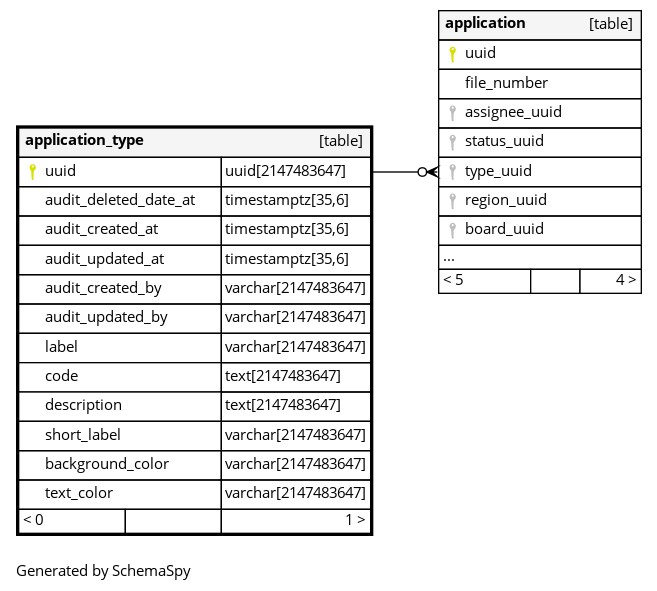 application [table]
uuid
file_number
assignee_uuid
status_uuid
type_uuid
region_uuid
board_uuid
...
< 5 4 >
application_type [table]
uuid uuid[2147483647]
audit_deleted_date_at timestamptz[35,6]
audit_created_at timestamptz[35,6]
audit_updated_at timestamptz[35,6]
audit_created_by varchar[2147483647]
audit_updated_by varchar[2147483647]
label varchar[2147483647]
code text[2147483647]
description text[2147483647]
short_label varchar[2147483647]
background_color varchar[2147483647]
text_color varchar[2147483647]
< 0 1 >
Generated by SchemaSpy